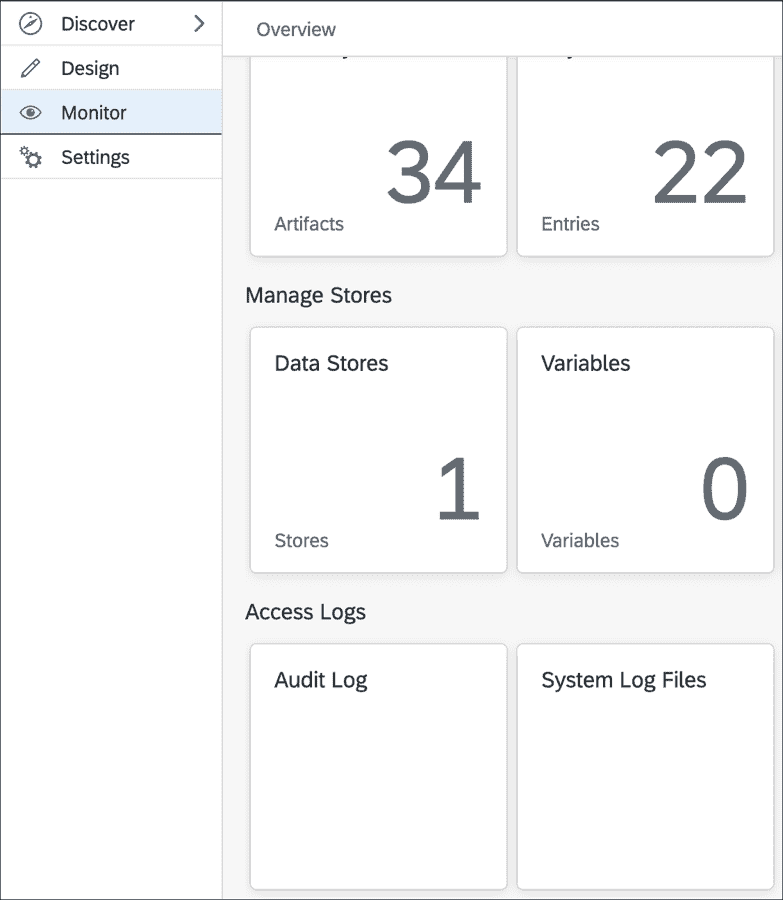 Discover
Design
Monitor
Settings
Overview
34
Artifacts
22
Entries
Manage Stores
Data Stores
1
Stores
Variables
0
Variables
Access Logs
Audit Log
System Log Files